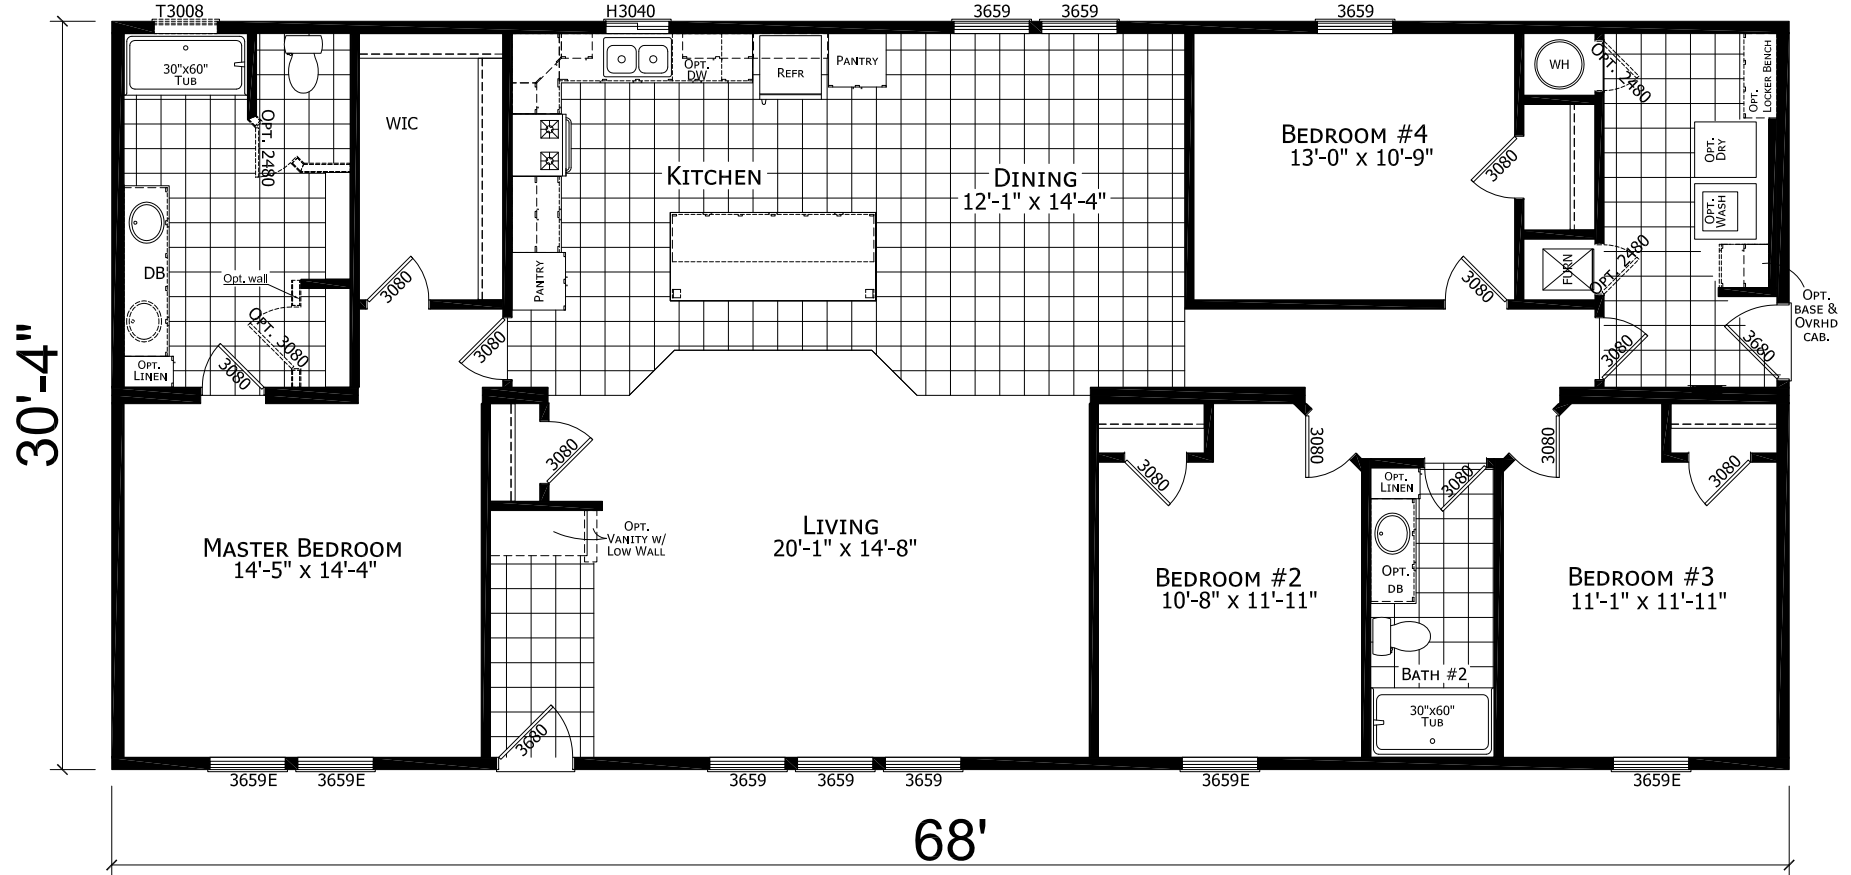 T3008
H3040
3659
3659
3659
30"x60"
TUB
OPT. 2480
WIC
OPT.
DW
REFR
PANTRY
WH
OPT. 2480
OPT.
LOCKER BENCH
KITCHEN
DINING
12'-1" x 14'-4"
BEDROOM #4
13'-0" x 10'-9"
3080
OPT.
DRY
OPT.
WASH
DB
Opt. wall
OPT. 3080
3080
PANTRY
3080
FURN
OPT. 2480
OPT.
BASE &
OVRHD
CAB.
OPT.
LINEN
3080
3080
3080
3680
30'-4"
3080
3080
3080
3080
3080
3080
OPT.
LINEN
MASTER BEDROOM
14'-5" x 14'-4"
OPT.
VANITY W/
LOW WALL
LIVING
20'-1" x 14'-8"
BEDROOM #2
10'-8" x 11'-11"
OPT.
DB
BEDROOM #3
11'-1" x 11'-11"
BATH #2
30"x60"
TUB
3680
3659E
3659E
3659
3659
3659
3659E
3659E
68'